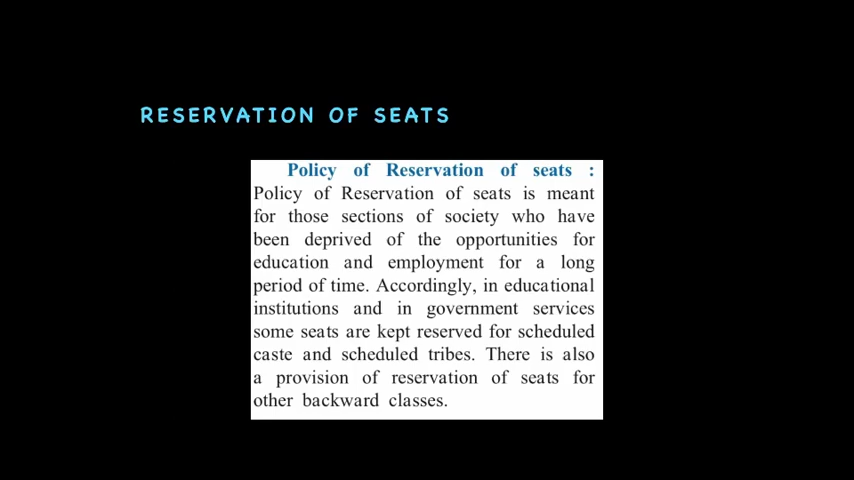 RESERVATION OF SEATS
Policy of Reservation of seats :
Policy of Reservation of seats is meant
for those sections of society who have
been deprived of the opportunities for
education and employment for a long
period of time. Accordingly, in educational
institutions and in government services
some seats are kept reserved for scheduled
caste and scheduled tribes. There is also
a provision of reservation of seats for
other backward classes.